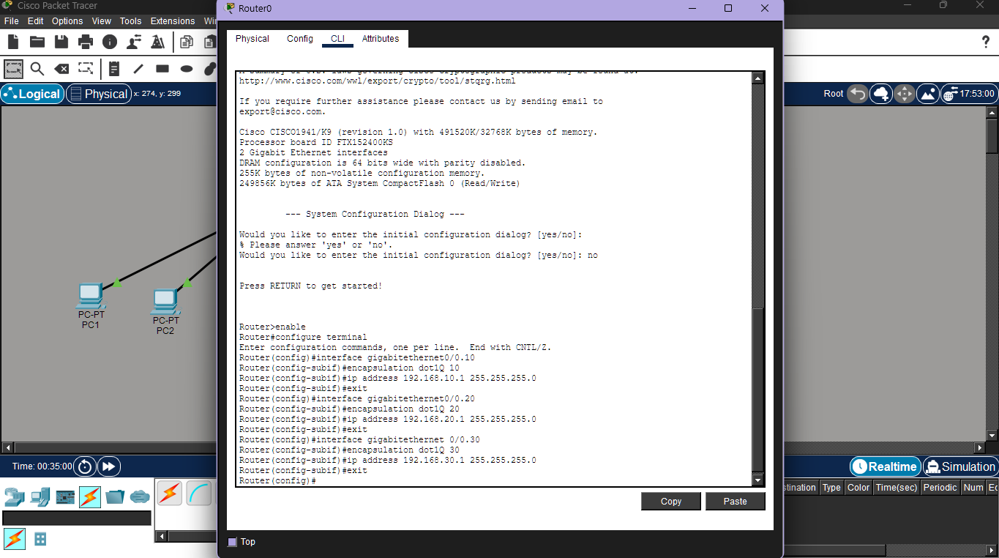 Cisco Packet Tracer
File Edit Options View Tools Extensions
Router0
Physical Config CLI Attributes
http://www.cisco.com/wwl/export/crypto/tool/stqrg.html
If you require further assistance please contact us by sending email to
export@cisco.com.
Cisco CISCO1941/K9 (revision 1.0) with 491520K/32768K bytes of memory.
Processor board ID FTX152400KS
2 Gigabit Ethernet interfaces
DRAM configuration is 64 bits wide with parity disabled.
255K bytes of non-volatile configuration memory.
249856K bytes of ATA System CompactFlash 0 (Read/Write)
--- System Configuration Dialog ---
Would you like to enter the initial configuration dialog? [yes/no]:
% Please answer 'yes' or 'no'.
Would you like to enter the initial configuration dialog? [yes/no]: no
Press RETURN to get started!
Router>enable
Router#configure terminal
Enter configuration commands, one per line.  End with CNTL/Z.
Router(config)#interface gigabitethernet0/0.10
Router(config-subif)#encapsulation dot1Q 10
Router(config-subif)#ip address 192.168.10.1 255.255.255.0
Router(config-subif)#exit
Router(config)#interface gigabitethernet0/0.20
Router(config-subif)#encapsulation dot1Q 20
Router(config-subif)#ip address 192.168.20.1 255.255.255.0
Router(config-subif)#exit
Router(config)#interface gigabitethernet 0/0.30
Router(config-subif)#encapsulation dot1Q 30
Router(config-subif)#ip address 192.168.30.1 255.255.255.0
Router(config-subif)#exit
Router(config)#
Copy Paste
Top
Logical Physical x: 274, y: 299
Root 17:53:00
PC-PT
PC1
PC-PT
PC2
Time: 00:35:00
Realtime Simulation
Type Color Time(sec) Periodic Num